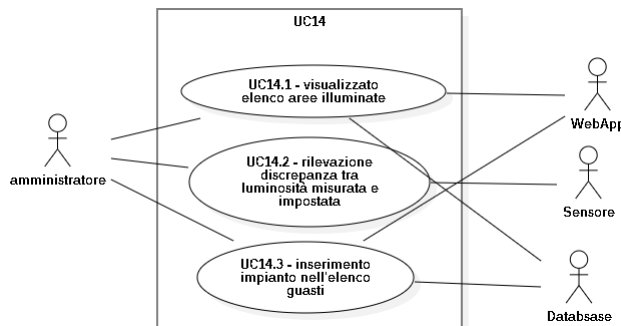 UC14
UC14.1 - visualizzato
elenco aree illuminate
WebApp
amministratore
UC14.2 - rilevazione
discrepanza tra
luminosità misurata e
impostata
Sensore
UC14.3 - inserimento
impianto nell'elenco
guasti
Databsase